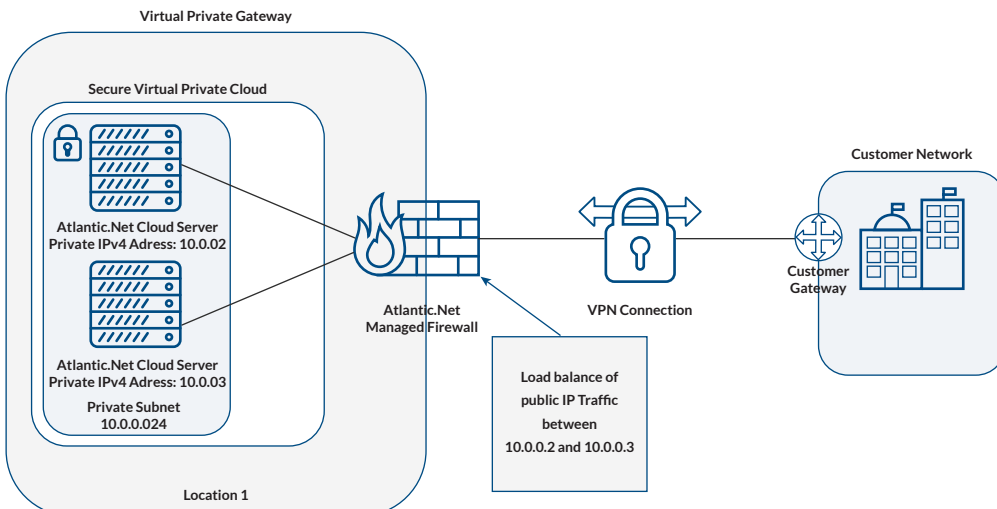 Virtual Private Gateway
Secure Virtual Private Cloud
Atlantic.Net Cloud Server
Private IPv4 Adress: 10.0.02
Atlantic.Net Cloud Server
Private IPv4 Adress: 10.0.03
Private Subnet
10.0.0.024
Location 1
Atlantic.Net
Managed Firewall
Load balance of
public IP Traffic
between
10.0.0.2 and 10.0.0.3
VPN Connection
Customer Network
Customer
Gateway